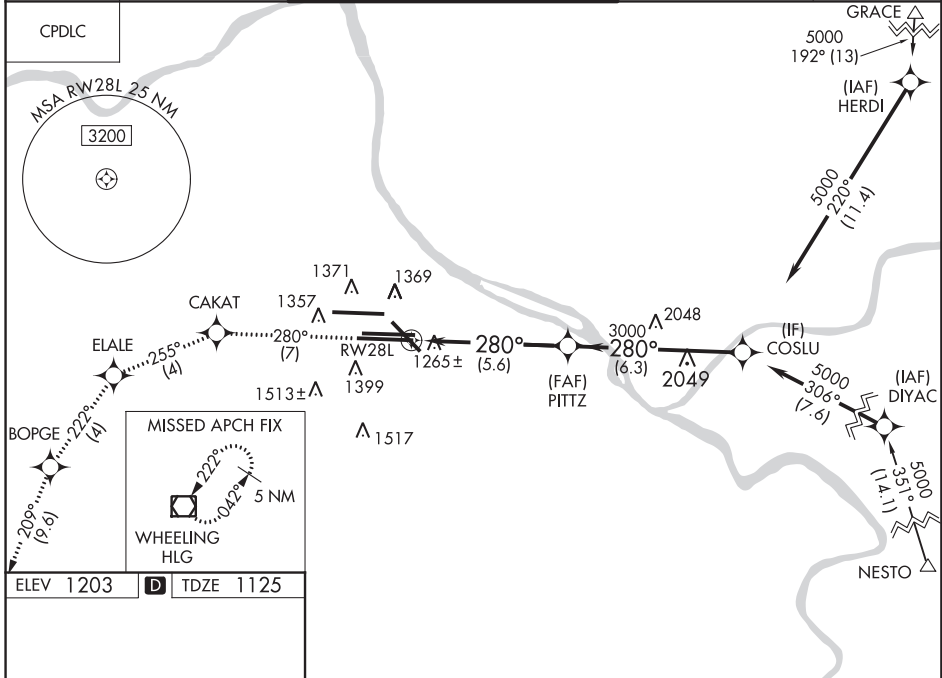 CPDLC
MSA RW28L 25 NM
3200
GRACE
5000
192° (13)
(IAF)
HERDI
5000
220°
(11.4)
1371
1369
1357
CAKAT
280°
(7)
RW28L
1265±
1399
1513±
1517
ELALE
255°
(4)
222°
(4)
BOPGE
209°
(9.6)
280°
(5.6)
(FAF)
PITTZ
3000
280°
(6.3)
2048
2049
(IF)
COSLU
5000
306°
(7.6)
(IAF)
DIYAC
5000
351°
(14.1)
NESTO
MISSED APCH FIX
222°
042°
5 NM
WHEELING
HLG
ELEV 1203 D TDZE 1125